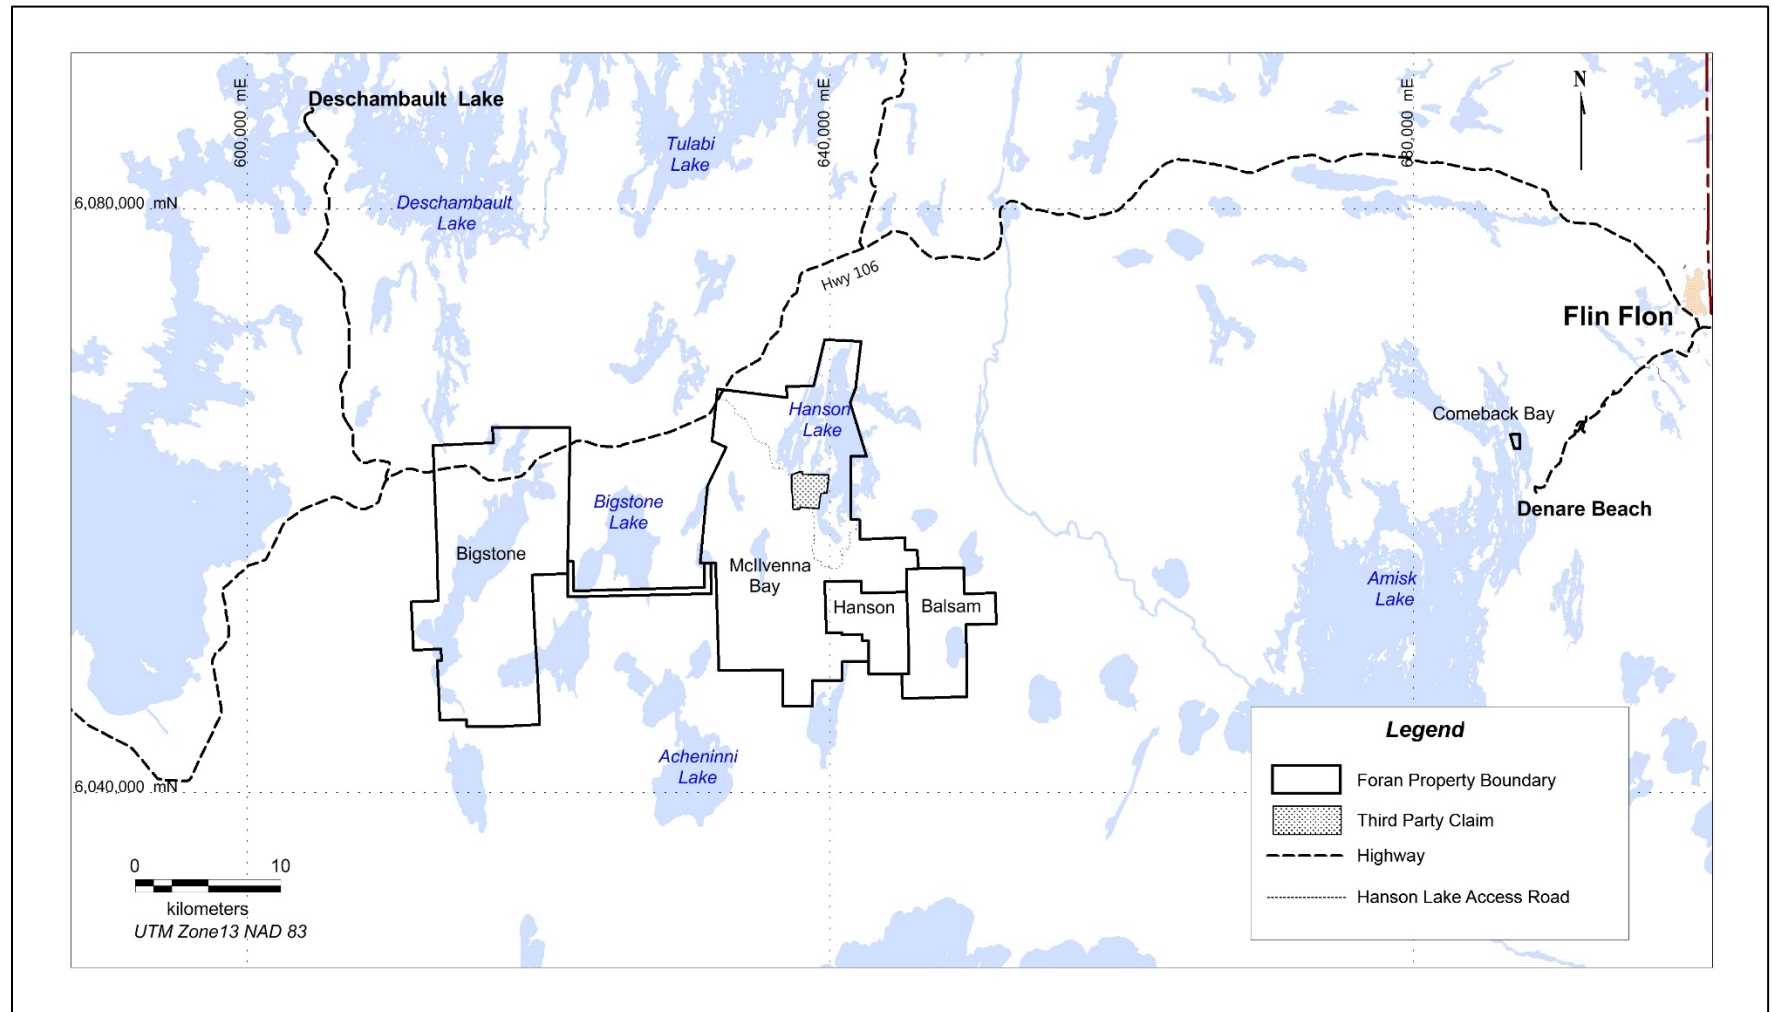 Deschambault Lake
600,000 mE
640,000 mE
680,000 mE
N
Tulabi
Lake
6,080,000 mN
Deschambault
Lake
Hwy 106
Flin Flon
Hanson
Lake
Comeback Bay
Bigstone
Lake
Denare Beach
Bigstone
McIlvenna
Bay
Amisk
Lake
Hanson
Balsam
Acheninni
Lake
6,040,000 mN
Legend
Foran Property Boundary
Third Party Claim
Highway
Hanson Lake Access Road
0 10
kilometers
UTM Zone13 NAD 83